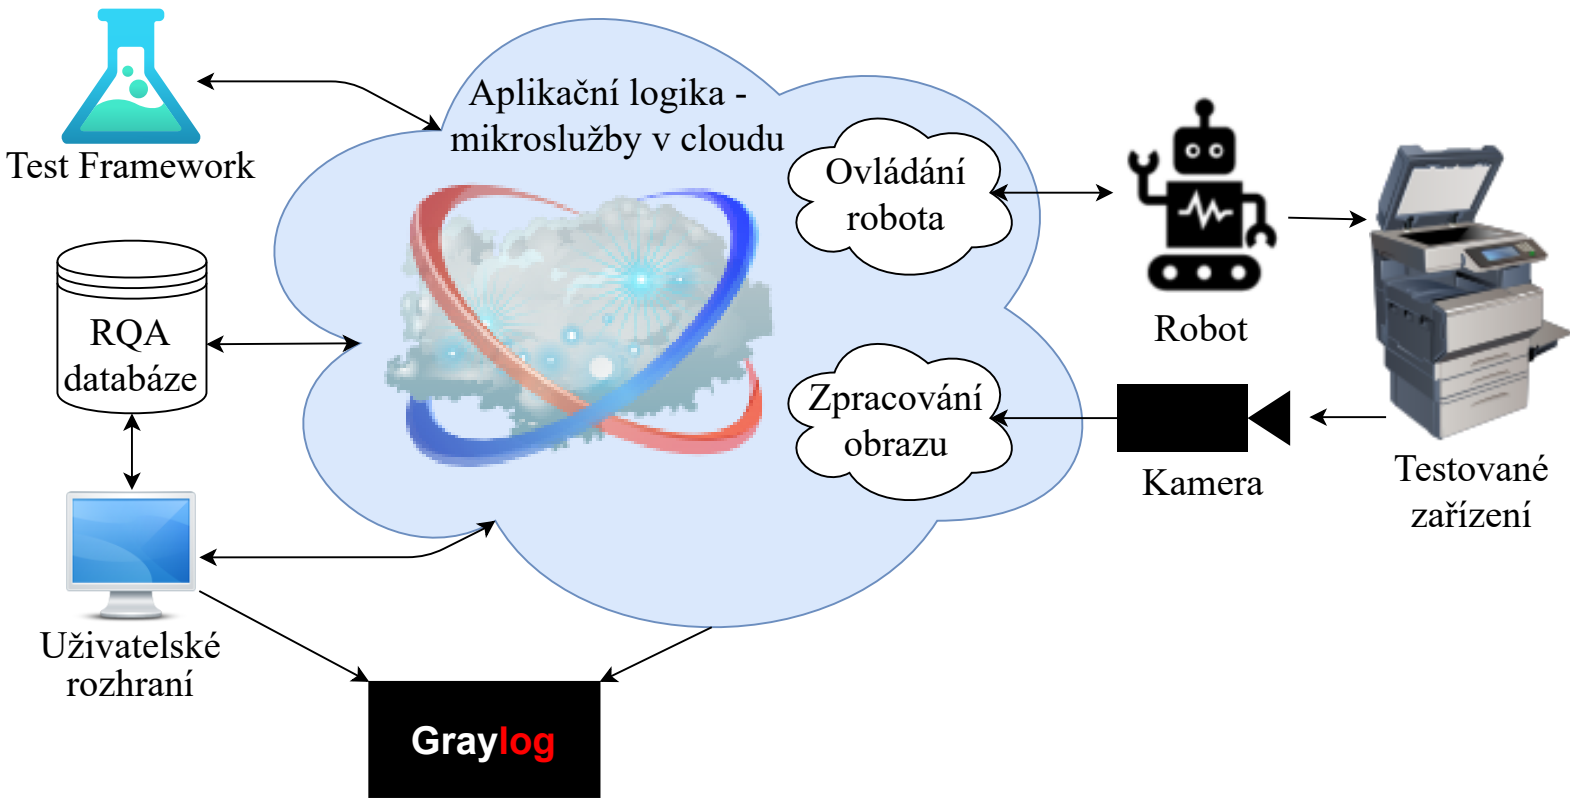 Test Framework
Aplikační logika -
mikroslužby v cloudu
Ovládání
robota
Robot
RQA
databáze
Zpracování
obrazu
Kamera
Testované
zařízení
Uživatelské
rozhraní
Graylog